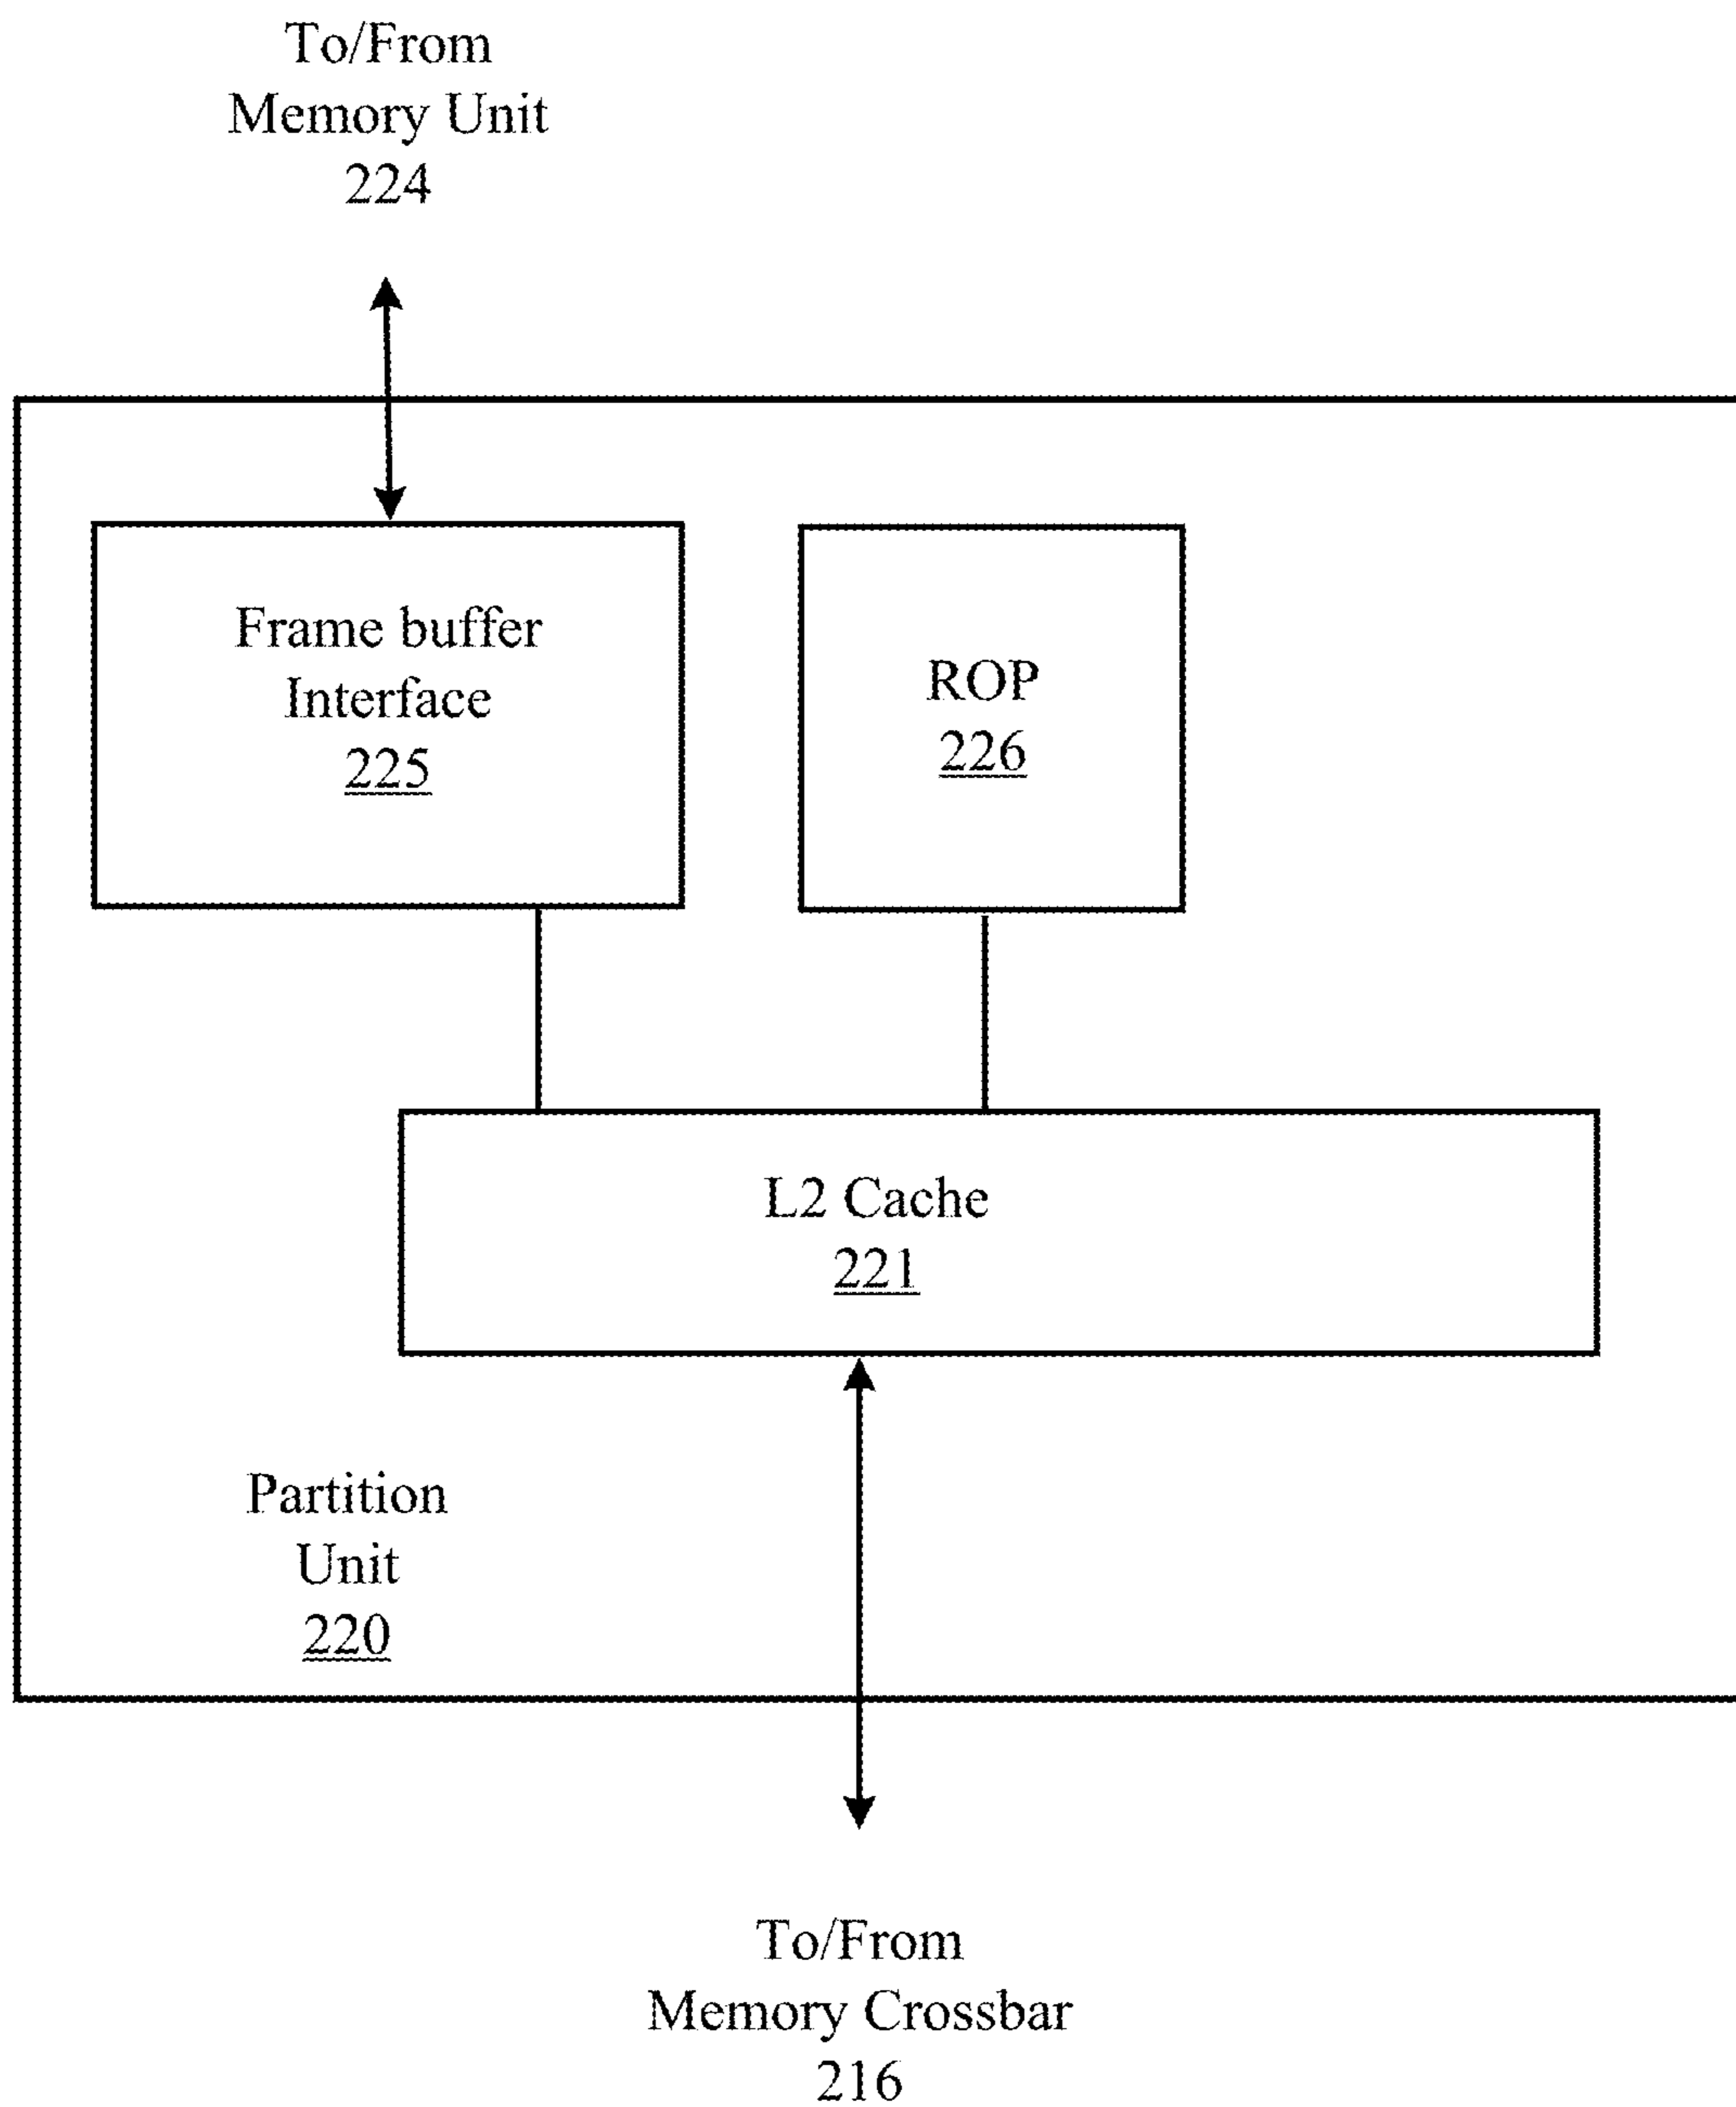 To/From
Memory Unit
224
Frame buffer
Interface
225
ROP
226
L2 Cache
221
Partition
Unit
220
To/From
Memory Crossbar
216